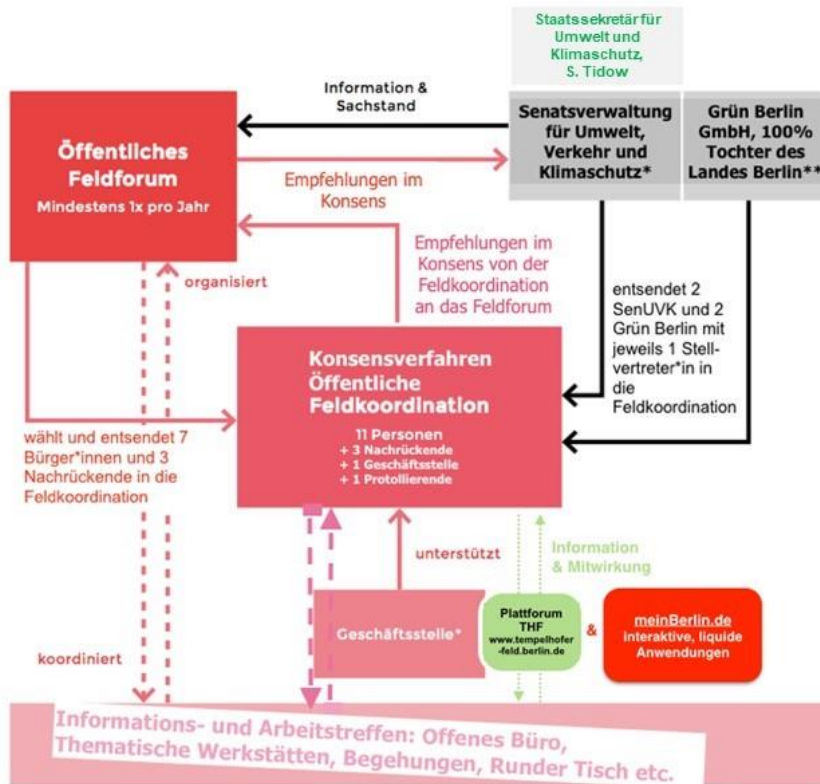 Staatssekretär für
Umwelt und
Klimaschutz,
S. Tidow
Information &
Sachstand
Senatsverwaltung
für Umwelt,
Verkehr und
Klimaschutz*
Grün Berlin
GmbH, 100%
Tochter des
Landes Berlin**
Öffentliches
Feldforum
Mindestens 1x pro Jahr
Empfehlungen im
Konsens
Empfehlungen im
Konsens von der
Feldkoordination
an das Feldforum
organisiert
entsendet 2
SenUVK und 2
Grün Berlin mit
jeweils 1 Stell-
vertreter*in in
die
Feldkoordination
Konsensverfahren
Öffentliche
Feldkoordination
11 Personen
+ 3 Nachrückende
+ 1 Geschäftsstelle
+ 1 Protollierende
wählt und entsendet 7
Bürger*innen und 3
Nachrückende in die
Feldkoordination
unterstützt
Information
& Mitwirkung
Geschäftsstelle*
Plattforum
THF
www.tempelhofer
-feld.berlin.de
&
meinBerlin.de
interaktive, liquide
Anwendungen
koordiniert
Informations- und Arbeitstreffen: Offenes Büro,
Thematische Werkstätten, Begehungen, Runder Tisch etc.